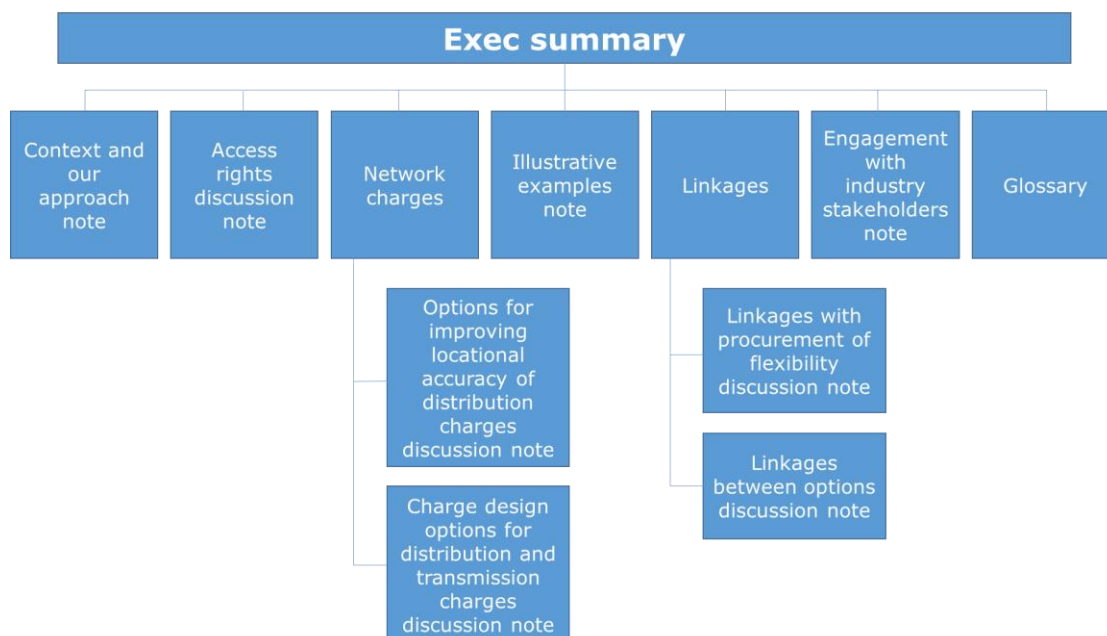 Exec summary
Context and
our
approach
note
Access
rights
discussion
note
Network
charges
Illustrative
examples
note
Linkages
Engagement
with
industry
stakeholders
note
Glossary
Options for
improving
locational
accuracy of
distribution
charges
discussion note
Charge design
options for
distribution and
transmission
charges
discussion note
Linkages with
procurement of
flexibility
discussion note
Linkages
between options
discussion note